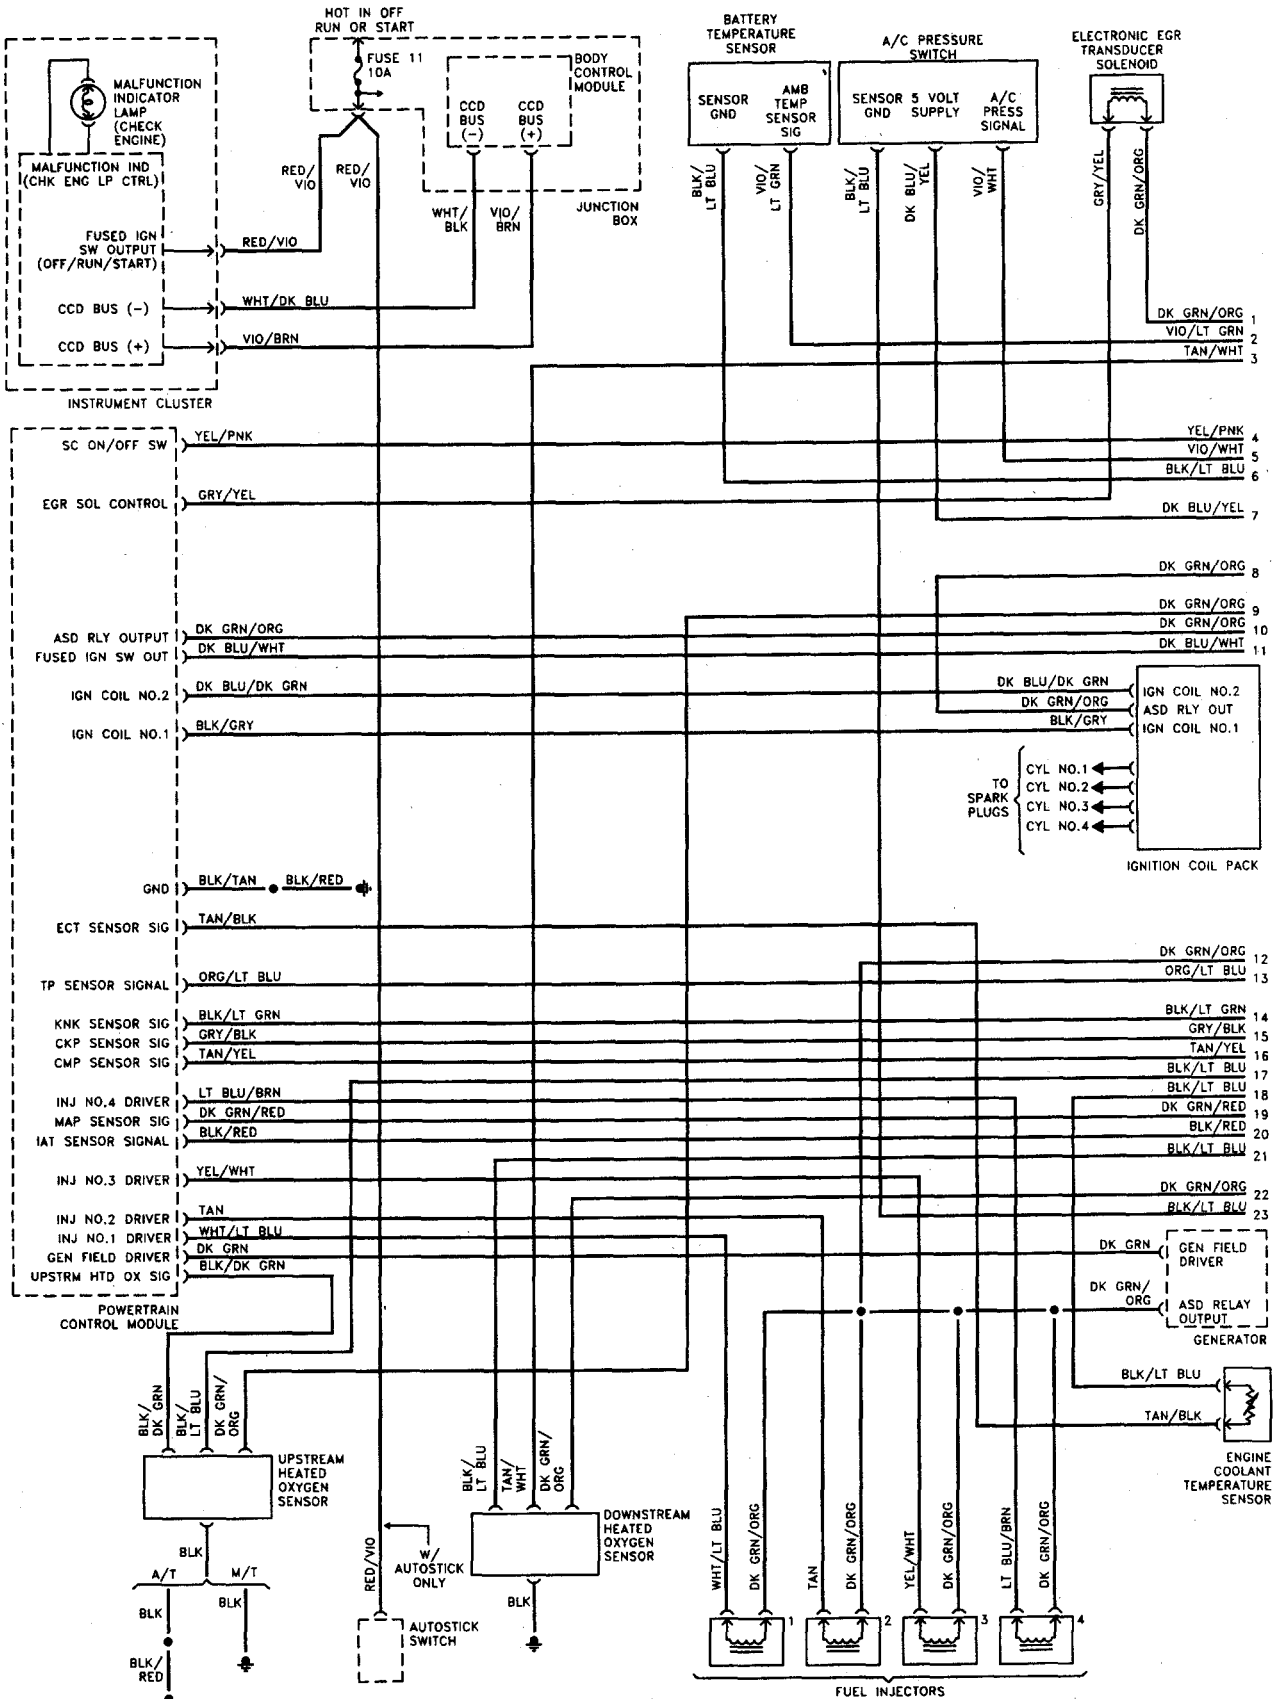 HOT IN OFF
RUN OR START
FUSE 11
10A
BODY
CONTROL
MODULE
CCD
BUS
(-)
CCD
BUS
(+)
JUNCTION
BOX
MALFUNCTION
INDICATOR
LAMP
(CHECK
ENGINE)
MALFUNCTION IND
(CHK ENG LP CTRL)
FUSED IGN
SW OUTPUT
(OFF/RUN/START)
CCD BUS (-)
CCD BUS (+)
INSTRUMENT CLUSTER
RED/VIO
WHT/DK BLU
VIO/BRN
RED/
VIO
RED/
VIO
WHT/
BLK
VIO/
BRN
BATTERY
TEMPERATURE
SENSOR
SENSOR
GND
AMB
TEMP
SENSOR
SIG
A/C PRESSURE
SWITCH
SENSOR
GND
5 VOLT
SUPPLY
A/C
PRESS
SIGNAL
ELECTRONIC EGR
TRANSDUCER
SOLENOID
BLK/
LT BLU
VIO/
LT GRN
BLK/
LT BLU
DK BLU/
YEL
VIO/
WHT
GRY/YEL
DK GRN/ORG
DK GRN/ORG 1
VIO/LT GRN 2
TAN/WHT 3
YEL/PNK 4
VIO/WHT 5
BLK/LT BLU 6
DK BLU/YEL 7
DK GRN/ORG 8
DK GRN/ORG 9
DK GRN/ORG 10
DK BLU/WHT 11
SC ON/OFF SW YEL/PNK
EGR SOL CONTROL GRY/YEL
ASD RLY OUTPUT DK GRN/ORG
FUSED IGN SW OUT DK BLU/WHT
IGN COIL NO.2 DK BLU/DK GRN
IGN COIL NO.1 BLK/GRY
DK BLU/DK GRN IGN COIL NO.2
DK GRN/ORG ASD RLY OUT
BLK/GRY IGN COIL NO.1
TO
SPARK
PLUGS
CYL NO.1
CYL NO.2
CYL NO.3
CYL NO.4
IGNITION COIL PACK
GND BLK/TAN BLK/RED
ECT SENSOR SIG TAN/BLK
TP SENSOR SIGNAL ORG/LT BLU
KNK SENSOR SIG BLK/LT GRN
CKP SENSOR SIG GRY/BLK
CMP SENSOR SIG TAN/YEL
INJ NO.4 DRIVER LT BLU/BRN
MAP SENSOR SIG DK GRN/RED
IAT SENSOR SIGNAL BLK/RED
INJ NO.3 DRIVER YEL/WHT
INJ NO.2 DRIVER TAN
INJ NO.1 DRIVER WHT/LT BLU
GEN FIELD DRIVER DK GRN
UPSTRM HTD OX SIG BLK/DK GRN
POWERTRAIN
CONTROL MODULE
DK GRN/ORG 12
ORG/LT BLU 13
BLK/LT GRN 14
GRY/BLK 15
TAN/YEL 16
BLK/LT BLU 17
BLK/LT BLU 18
DK GRN/RED 19
BLK/RED 20
BLK/LT BLU 21
DK GRN/ORG 22
BLK/LT BLU 23
DK GRN GEN FIELD
DRIVER
DK GRN/
ORG ASD RELAY
OUTPUT
GENERATOR
BLK/LT BLU
TAN/BLK
ENGINE
COOLANT
TEMPERATURE
SENSOR
BLK/
DK GRN
BLK/
LT BLU
DK GRN/
ORG
UPSTREAM
HEATED
OXYGEN
SENSOR
BLK
A/T M/T
BLK
BLK
BLK/
RED
RED/VIO
W/
AUTOSTICK
ONLY
AUTOSTICK
SWITCH
BLK/
LT BLU
TAN/
WHT
DK GRN/
ORG
DOWNSTREAM
HEATED
OXYGEN
SENSOR
BLK
WHT/LT BLU
DK GRN/ORG
TAN
DK GRN/ORG
YEL/WHT
DK GRN/ORG
LT BLU/BRN
DK GRN/ORG
1
2
3
4
FUEL INJECTORS